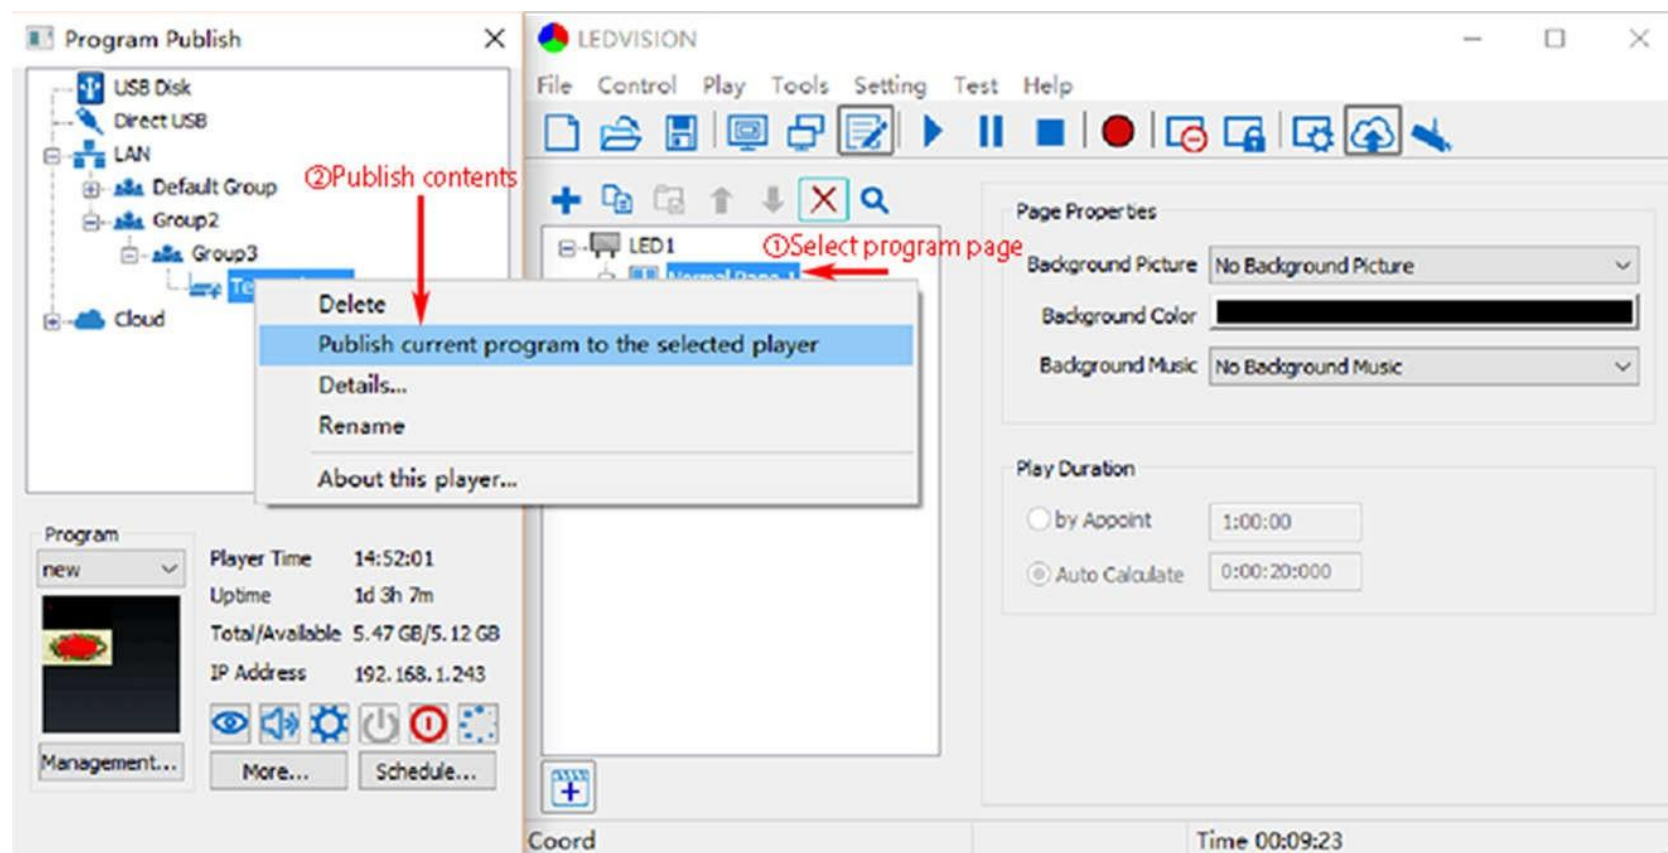 Program Publish
USB Disk
Direct USB
LAN
Default Group
Group2
Group3
Cloud
②Publish contents
Delete
Publish current program to the selected player
Details...
Rename
About this player...
Program
new
Management...
Player Time 14:52:01
Uptime 1d 3h 7m
Total/Available 5.47 GB/5.12 GB
IP Address 192.168.1.243
More... Schedule...
LEDVISION
File Control Play Tools Setting Test Help
LED1
①Select program page
Normal Page 1
Page Properties
Background Picture No Background Picture
Background Color
Background Music No Background Music
Play Duration
by Appoint 1:00:00
Auto Calculate 0:00:20:000
Coord
Time 00:09:23